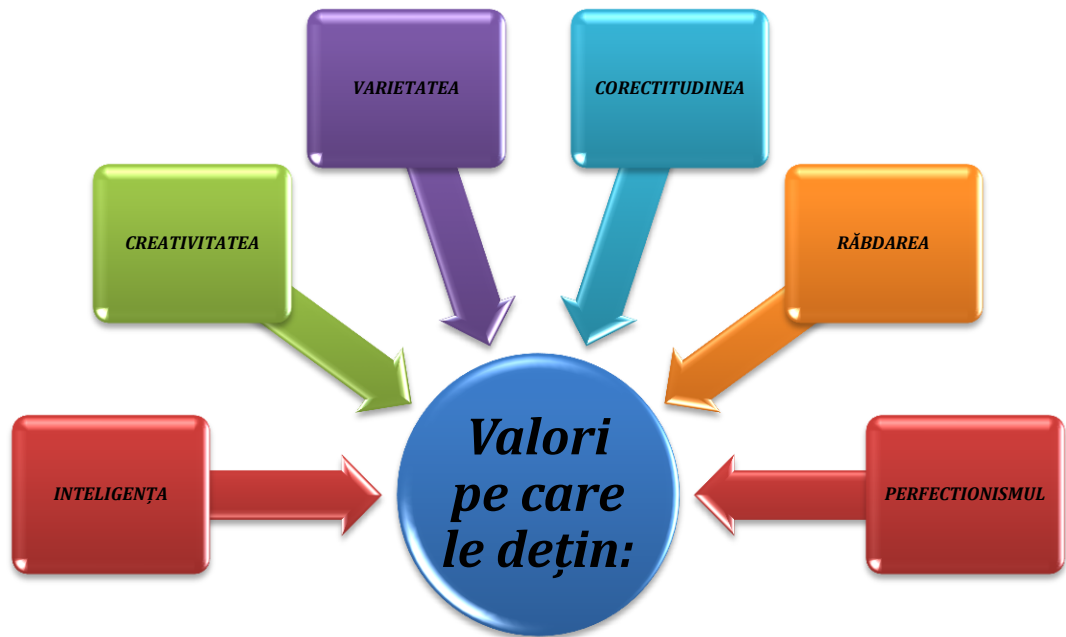 VARIETATEA
CORECTITUDINEA
CREATIVITATEA
RĂBDAREA
INTELIGENȚA
Valori
pe care
le dețin:
PERFECTIONISMUL